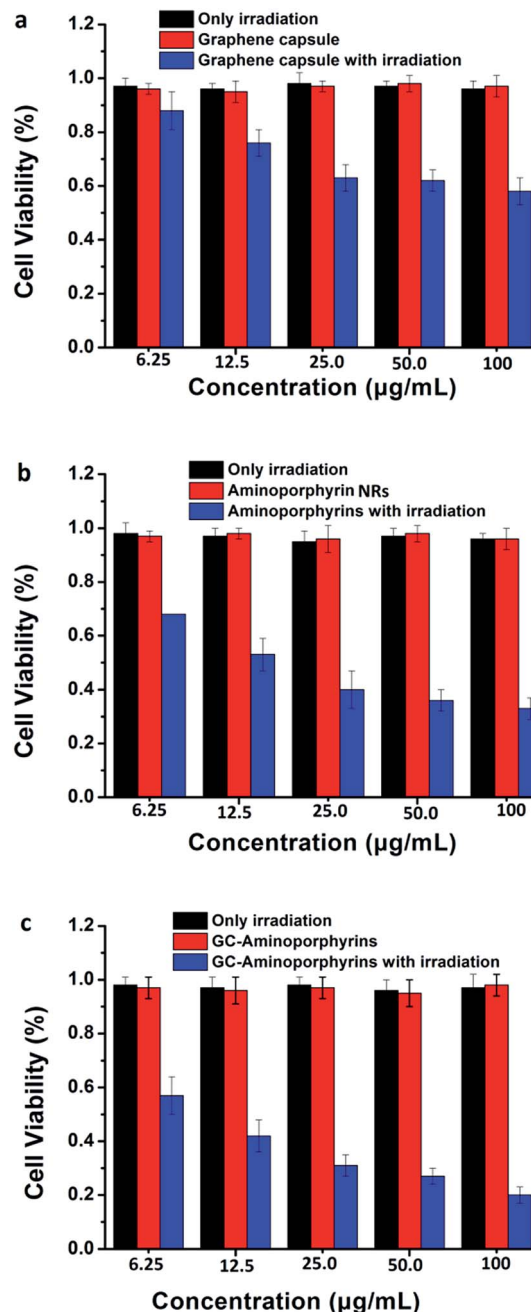 a
Only irradiation
Graphene capsule
Graphene capsule with irradiation
1.2
1.0
0.8
0.6
0.4
0.2
0.0
Cell Viability (%)
6.25 12.5 25.0 50.0 100
Concentration (µg/mL)
b
Only irradiation
Aminoporphyrin NRs
Aminoporphyrins with irradiation
1.2
1.0
0.8
0.6
0.4
0.2
0.0
Cell Viability (%)
6.25 12.5 25.0 50.0 100
Concentration (µg/mL)
c
Only irradiation
GC-Aminoporphyrins
GC-Aminoporphyrins with irradiation
1.2
1.0
0.8
0.6
0.4
0.2
0.0
Cell Viability (%)
6.25 12.5 25.0 50.0 100
Concentration (µg/mL)